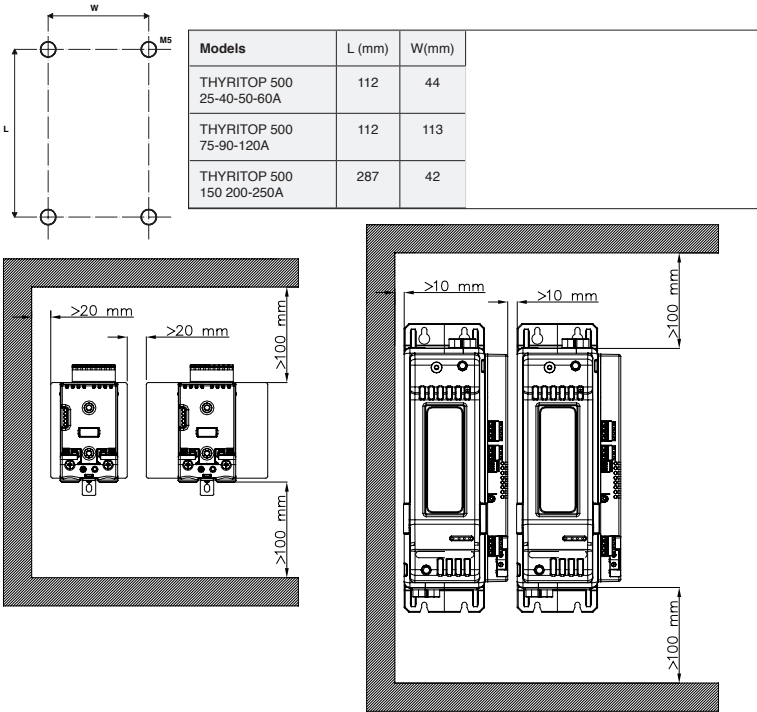 W
M5
L
Models L (mm) W(mm)
THYRITOP 500 112 44
25-40-50-60A
THYRITOP 500 112 113
75-90-120A
THYRITOP 500 287 42
150 200-250A
>20 mm
>20 mm
>100 mm
>100 mm
>10 mm
>10 mm
>100 mm
>100 mm